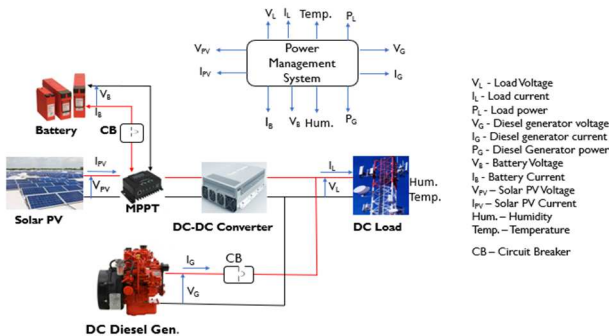 V_L I_L Temp. P_L
V_PV Power Management System V_G
I_PV I_G
I_B V_B Hum. P_G
V_B
I_B
Battery
CB
I_PV
V_PV
Solar PV
MPPT
DC-DC Converter
I_L
V_L
Hum.
Temp.
DC Load
I_G
CB
V_G
DC Diesel Gen.
V_L - Load Voltage
I_L - Load current
P_L - Load power
V_G - Diesel generator voltage
I_G - Diesel generator current
P_G - Diesel Generator power
V_B - Battery Voltage
I_B - Battery Current
V_PV – Solar PV Voltage
I_PV - Solar PV Current
Hum. – Humidity
Temp. – Temperature
CB – Circuit Breaker